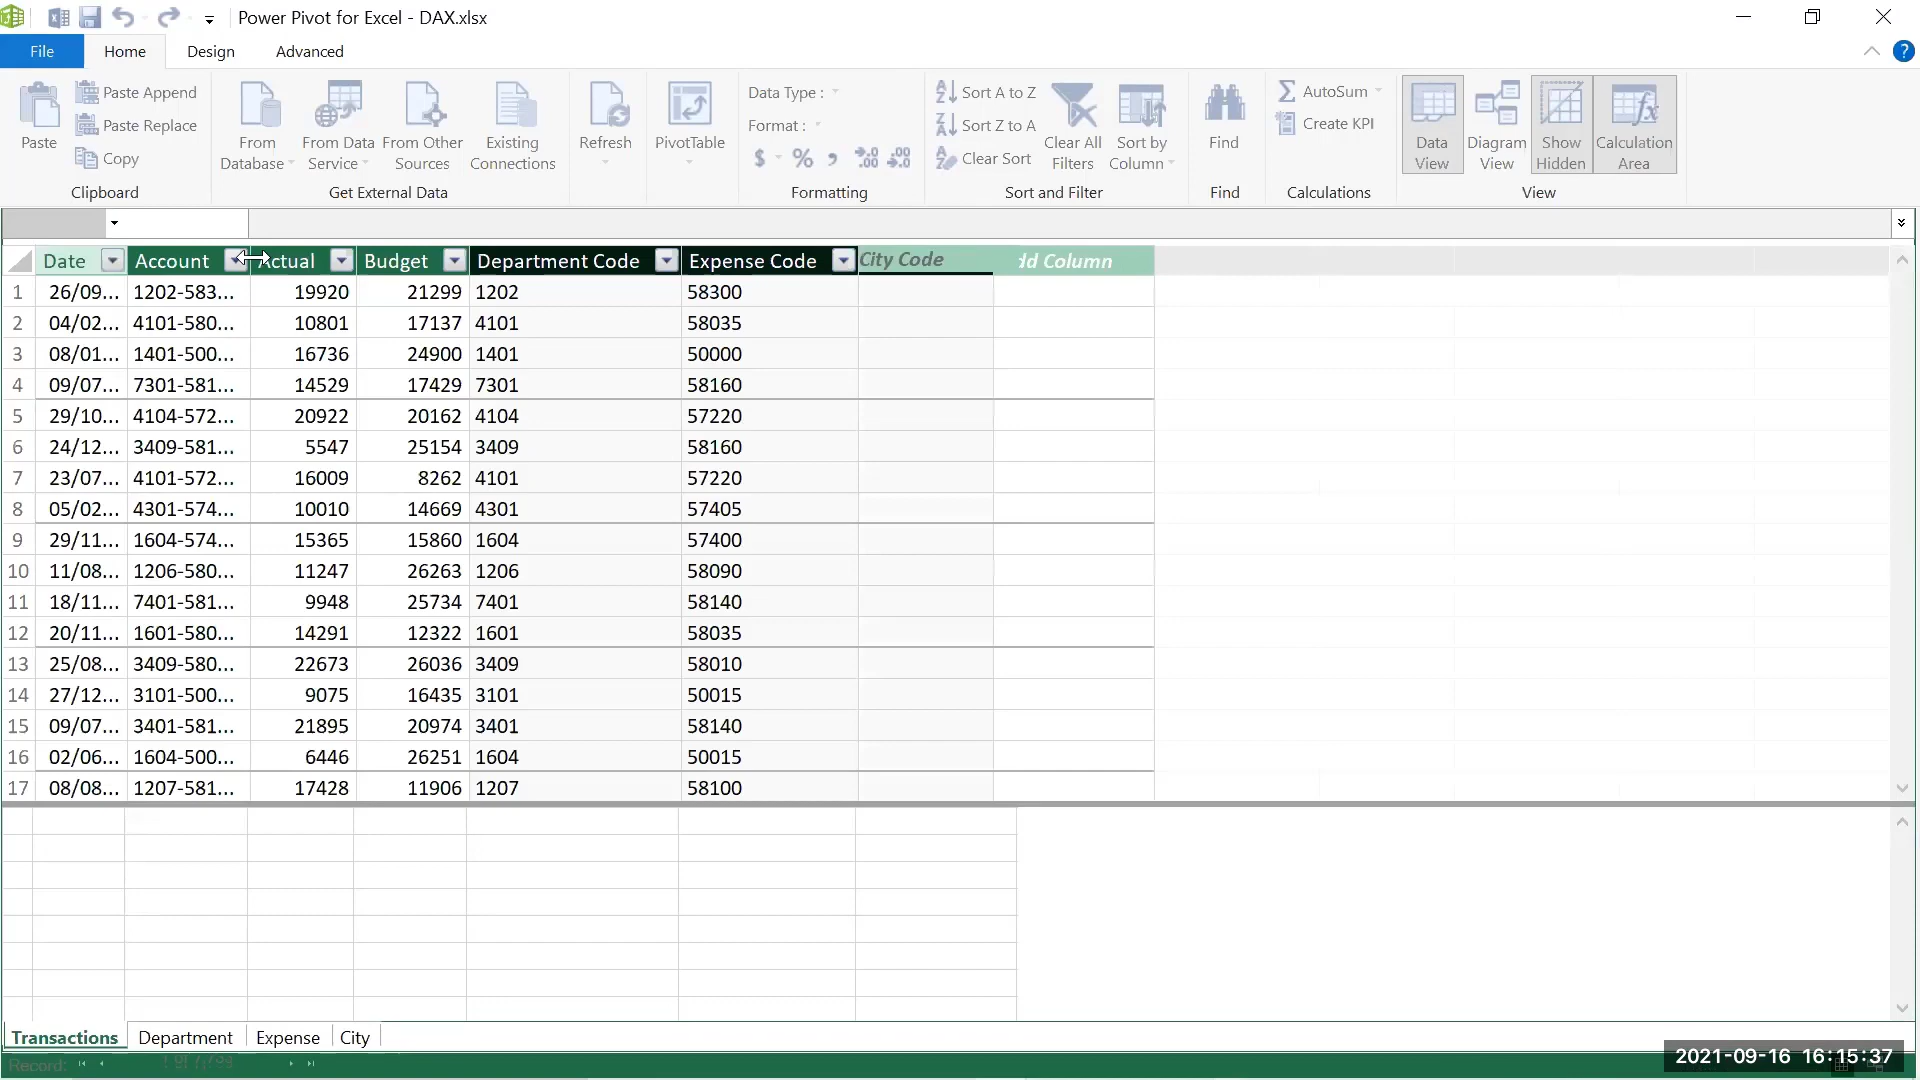 Power Pivot for Excel - DAX.xlsx
File Home Design Advanced
Paste
Paste Append
Paste Replace
Copy
Clipboard
From Database
From Data Service
From Other Sources
Existing Connections
Get External Data
Refresh
PivotTable
Data Type :
Format :
$ % , .00
Formatting
Sort A to Z
Sort Z to A
Clear Sort
Clear All Filters
Sort by Column
Sort and Filter
Find
Find
AutoSum
Create KPI
Calculations
Data View
Diagram View
Show Hidden
Calculation Area
View
Date Account Actual Budget Department Code Expense Code City Code dd Column
1 26/09... 1202-583... 19920 21299 1202 58300
2 04/02... 4101-580... 10801 17137 4101 58035
3 08/01... 1401-500... 16736 24900 1401 50000
4 09/07... 7301-581... 14529 17429 7301 58160
5 29/10... 4104-572... 20922 20162 4104 57220
6 24/12... 3409-581... 5547 25154 3409 58160
7 23/07... 4101-572... 16009 8262 4101 57220
8 05/02... 4301-574... 10010 14669 4301 57405
9 29/11... 1604-574... 15365 15860 1604 57400
10 11/08... 1206-580... 11247 26263 1206 58090
11 18/11... 7401-581... 9948 25734 7401 58140
12 20/11... 1601-580... 14291 12322 1601 58035
13 25/08... 3409-580... 22673 26036 3409 58010
14 27/12... 3101-500... 9075 16435 3101 50015
15 09/07... 3401-581... 21895 20974 3401 58140
16 02/06... 1604-500... 6446 26251 1604 50015
17 08/08... 1207-581... 17428 11906 1207 58100
Transactions Department Expense City
Record:
2021-09-16 16:15:37